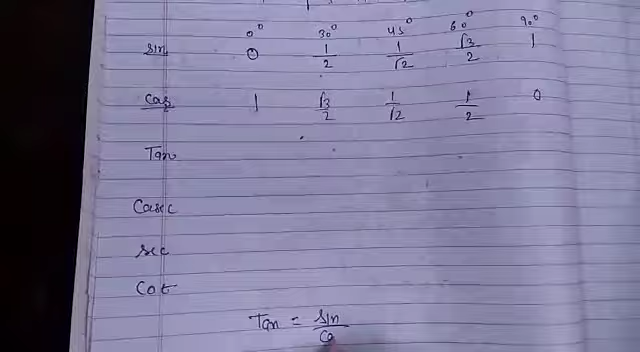 0° 30° 45° 60° 90°
sin 0 1/2 1/√2 √3/2 1
Cos 1 √3/2 1/√2 1/2 0
Tan
Cosec
sec
Cot
Tan = sin/Co